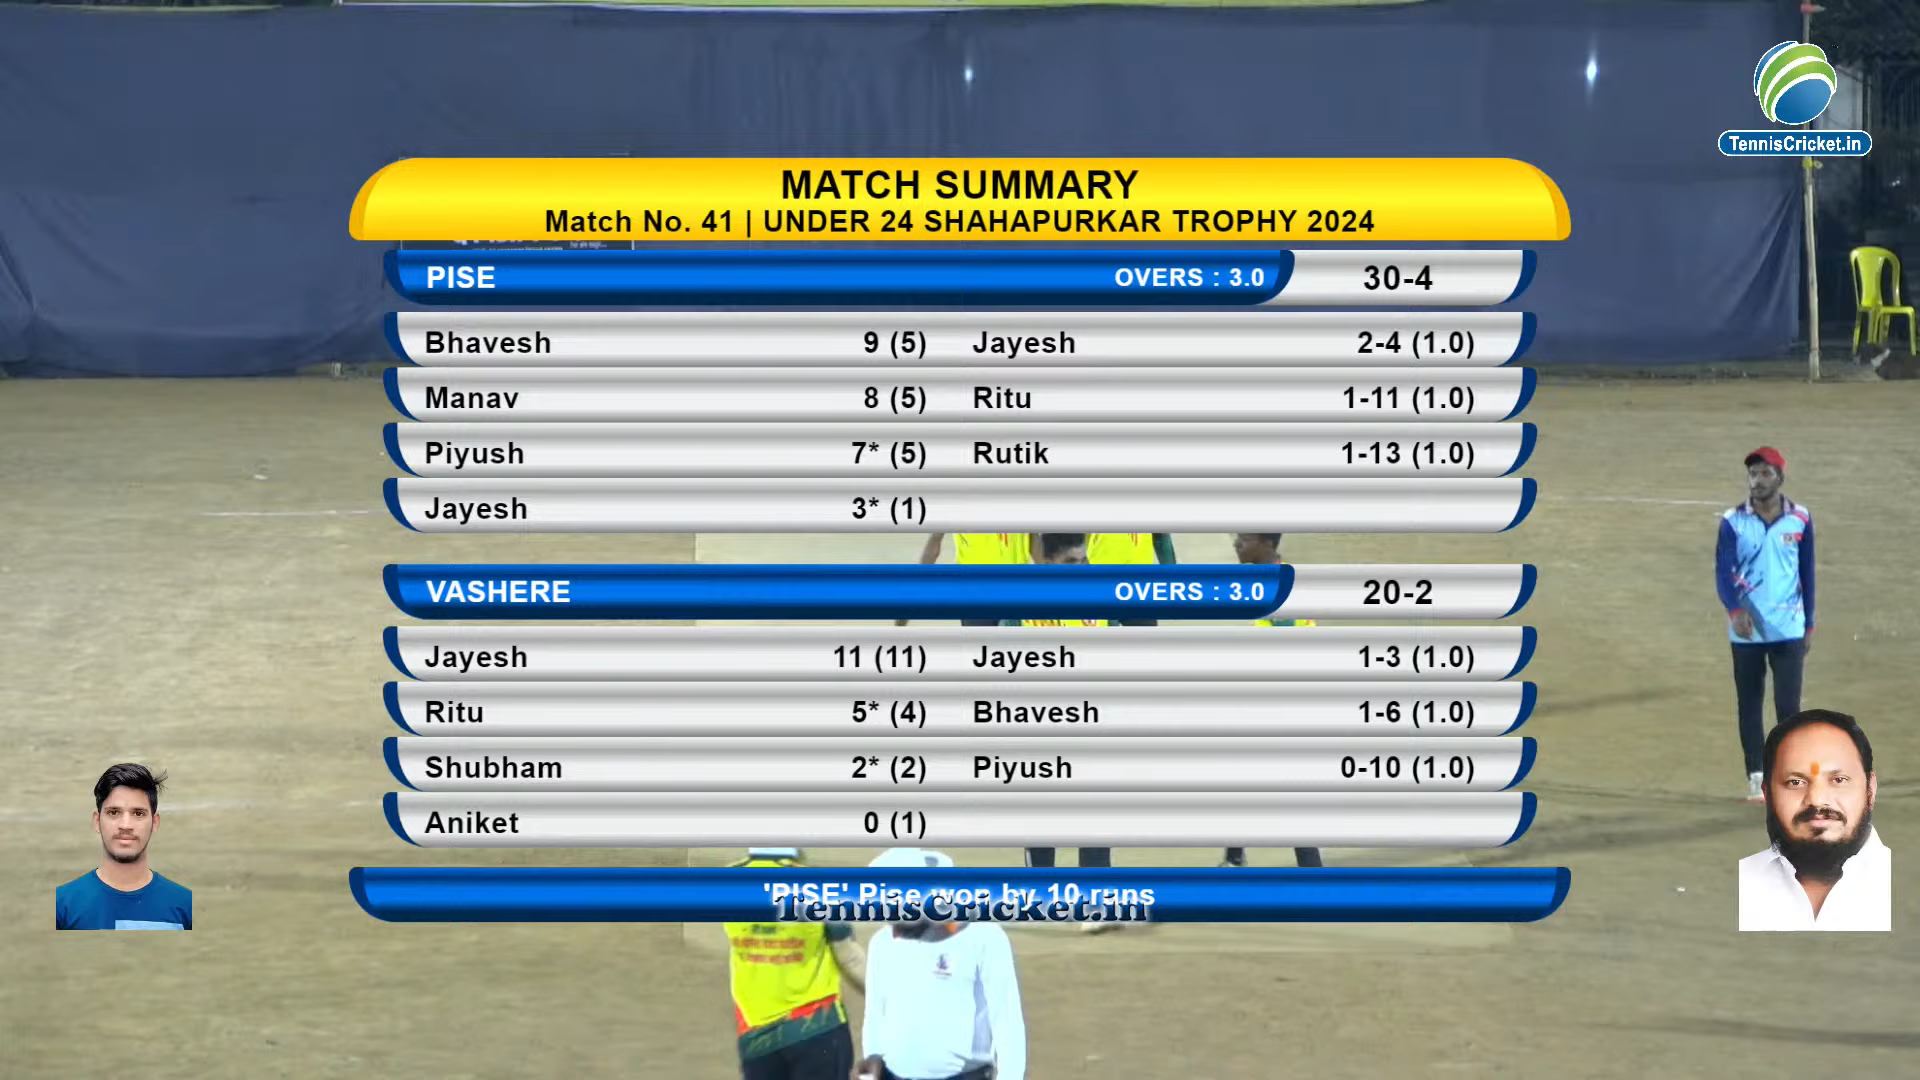 TennisCricket.in
MATCH SUMMARY
Match No. 41 | UNDER 24 SHAHAPURKAR TROPHY 2024
PISE OVERS : 3.0 30-4
Bhavesh 9 (5) Jayesh 2-4 (1.0)
Manav 8 (5) Ritu 1-11 (1.0)
Piyush 7* (5) Rutik 1-13 (1.0)
Jayesh 3* (1)
VASHERE OVERS : 3.0 20-2
Jayesh 11 (11) Jayesh 1-3 (1.0)
Ritu 5* (4) Bhavesh 1-6 (1.0)
Shubham 2* (2) Piyush 0-10 (1.0)
Aniket 0 (1)
'PISE' Pise won by 10 runs
TennisCricket.in